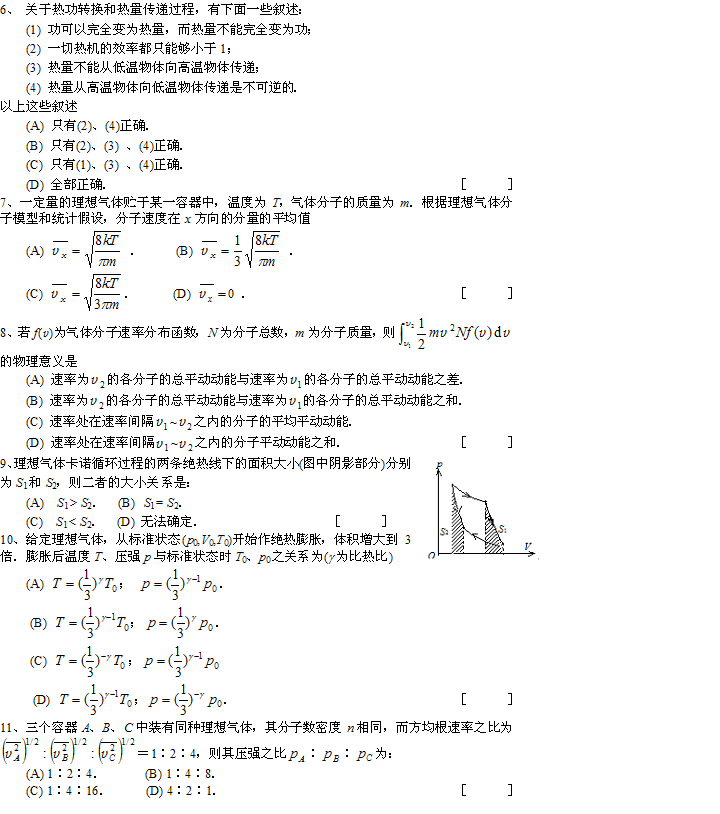 6、 关于热功转换和热量传递过程，有下面一些叙述：
(1) 功可以完全变为热量，而热量不能完全变为功；
(2) 一切热机的效率都只能够小于1；
(3) 热量不能从低温物体向高温物体传递；
(4) 热量从高温物体向低温物体传递是不可逆的．
以上这些叙述
(A) 只有(2)、(4)正确．
(B) 只有(2)、(3) 、(4)正确．
(C) 只有(1)、(3) 、(4)正确．
(D) 全部正确． [ ]
7、一定量的理想气体贮于某一容器中，温度为 T，气体分子的质量为 m．根据理想气体分
子模型和统计假设，分子速度在 x 方向的分量的平均值
(A) $\overline{v_x}=\sqrt{\frac{8kT}{\pi m}}$ ． (B) $\overline{v_x}=\frac{1}{3}\sqrt{\frac{8kT}{\pi m}}$ ．
(C) $\overline{v_x}=\sqrt{\frac{8kT}{3\pi m}}$ ． (D) $\overline{v_x}=0$ ． [ ]
8、若 f(v)为气体分子速率分布函数，N 为分子总数，m 为分子质量，则 $\int_{v_1}^{v_2}\frac{1}{2}mv^2Nf(v)\mathrm{d}v$
的物理意义是
(A) 速率为 v₂ 的各分子的总平动动能与速率为 v₁ 的各分子的总平动动能之差．
(B) 速率为 v₂ 的各分子的总平动动能与速率为 v₁ 的各分子的总平动动能之和．
(C) 速率处在速率间隔 v₁～v₂ 之内的分子的平均平动动能．
(D) 速率处在速率间隔 v₁～v₂ 之内的分子平动动能之和． [ ]
9、理想气体卡诺循环过程的两条绝热线下的面积大小(图中阴影部分)分别
为 S₁和 S₂，则二者的大小关系是：
(A) S₁ > S₂． (B) S₁ = S₂．
(C) S₁ < S₂． (D) 无法确定． [ ]
p
S₂
S₁
O
V
10、给定理想气体，从标准状态(p₀,V₀,T₀)开始作绝热膨胀，体积增大到 3
倍．膨胀后温度 T、压强 p 与标准状态时 T₀、p₀之关系为(γ 为比热比)
(A) $T=(\frac{1}{3})^{\gamma}T_0$； $p=(\frac{1}{3})^{\gamma-1}p_0$．
(B) $T=(\frac{1}{3})^{\gamma-1}T_0$； $p=(\frac{1}{3})^{\gamma}p_0$．
(C) $T=(\frac{1}{3})^{-\gamma}T_0$； $p=(\frac{1}{3})^{\gamma-1}p_0$
(D) $T=(\frac{1}{3})^{\gamma-1}T_0$； $p=(\frac{1}{3})^{-\gamma}p_0$． [ ]
11、三个容器 A、B、C 中装有同种理想气体，其分子数密度 n 相同，而方均根速率之比为
$(\overline{v_A^2})^{1/2}:(\overline{v_B^2})^{1/2}:(\overline{v_C^2})^{1/2}$＝1∶2∶4，则其压强之比 $p_A$∶$p_B$∶$p_C$为：
(A) 1∶2∶4． (B) 1∶4∶8．
(C) 1∶4∶16． (D) 4∶2∶1． [ ]